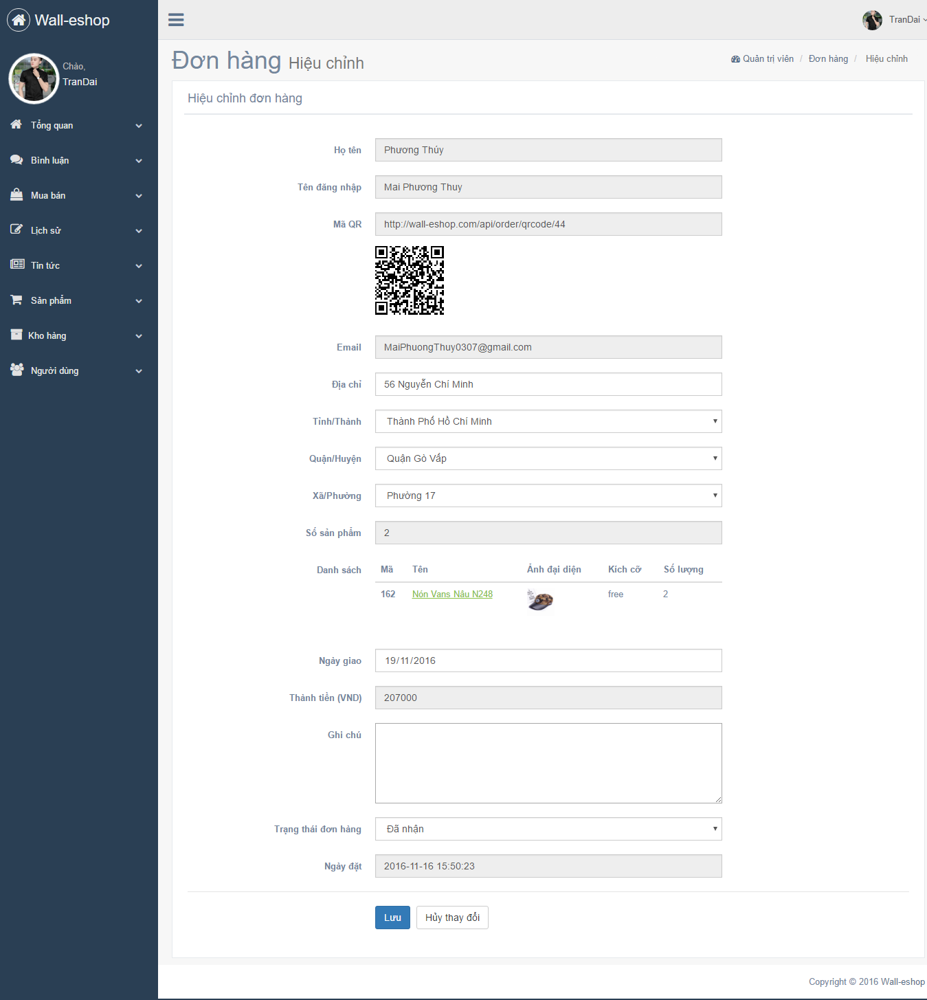 Wall-eshop
TranDai
Chào,
TranDai
Tổng quan
Bình luận
Mua bán
Lịch sử
Tin tức
Sản phẩm
Kho hàng
Người dùng
Đơn hàng Hiệu chỉnh
Quản trị viên / Đơn hàng / Hiệu chỉnh
Hiệu chỉnh đơn hàng
Họ tên Phương Thúy
Tên đăng nhập Mai Phương Thuy
Mã QR http://wall-eshop.com/api/order/qrcode/44
Email MaiPhuongThuy0307@gmail.com
Địa chỉ 56 Nguyễn Chí Minh
Tỉnh/Thành Thành Phố Hồ Chí Minh
Quận/Huyện Quận Gò Vấp
Xã/Phường Phường 17
Số sản phẩm 2
Danh sách Mã Tên Ảnh đại diện Kích cỡ Số lượng
162 Nón Vans Nâu N248 free 2
Ngày giao 19/11/2016
Thành tiền (VND) 207000
Ghi chú
Trạng thái đơn hàng Đã nhận
Ngày đặt 2016-11-16 15:50:23
Lưu Hủy thay đổi
Copyright © 2016 Wall-eshop